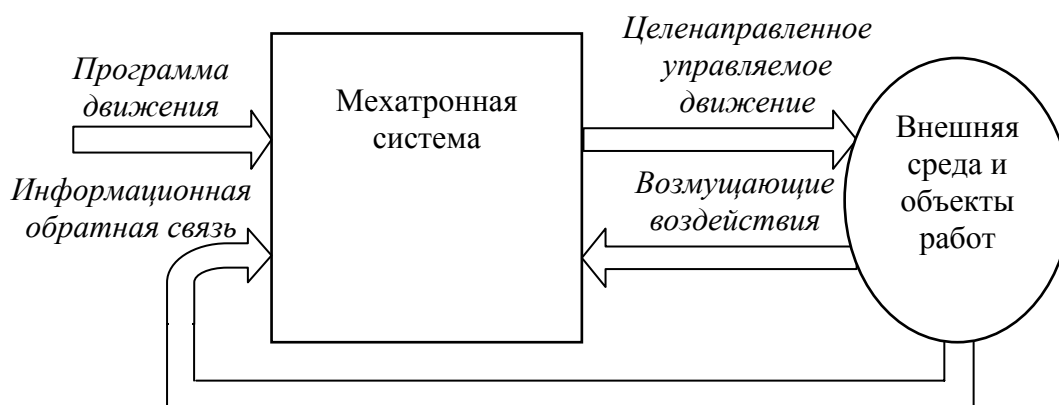 Программа
движения
Информационная
обратная связь
Мехатронная
система
Целенаправленное
управляемое
движение
Возмущающие
воздействия
Внешняя
среда и
объекты
работ